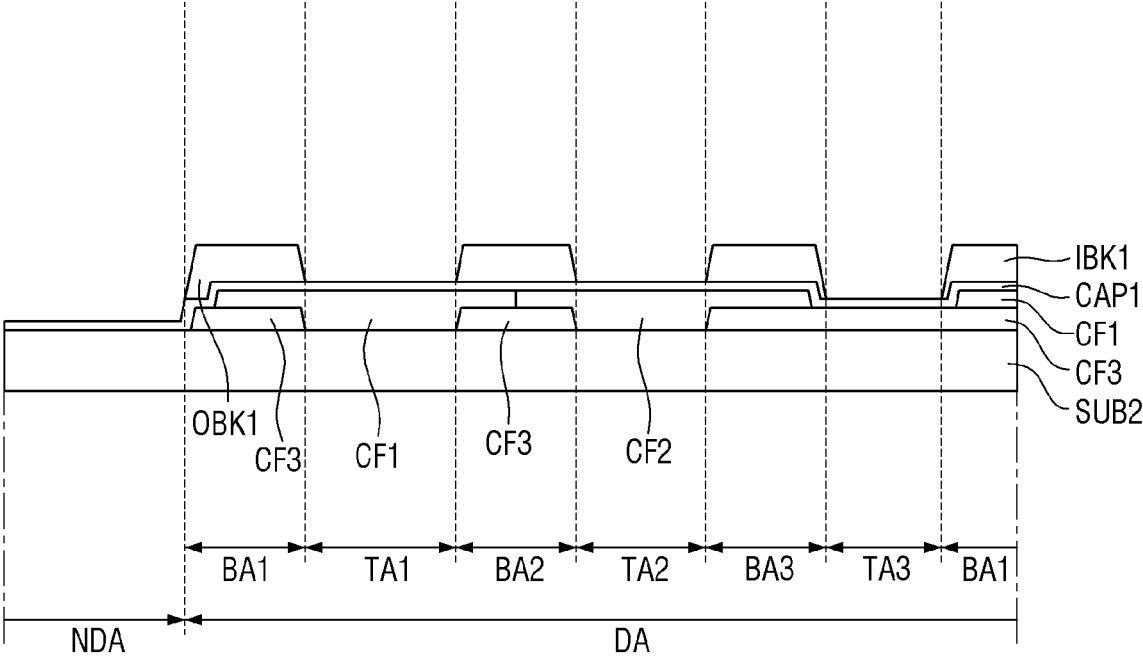 IBK1
CAP1
CF1
CF3
SUB2
OBK1
CF3
CF1
CF3
CF2
BA1 TA1 BA2 TA2 BA3 TA3 BA1
NDA DA